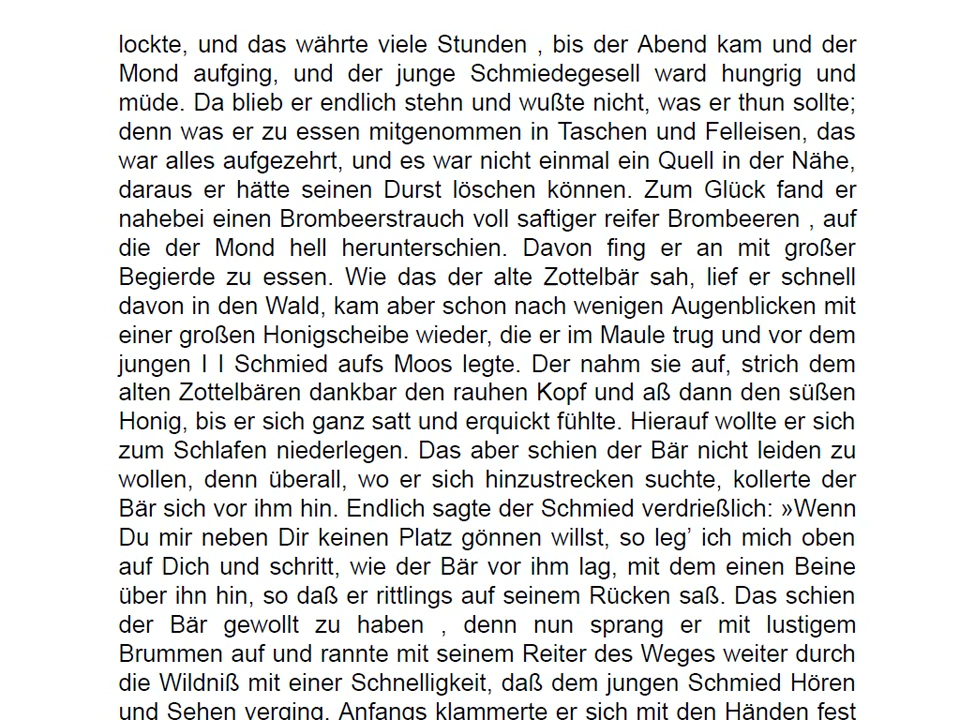 lockte, und das währte viele Stunden , bis der Abend kam und der
Mond aufging, und der junge Schmiedegesell ward hungrig und
müde. Da blieb er endlich stehn und wußte nicht, was er thun sollte;
denn was er zu essen mitgenommen in Taschen und Felleisen, das
war alles aufgezehrt, und es war nicht einmal ein Quell in der Nähe,
daraus er hätte seinen Durst löschen können. Zum Glück fand er
nahebei einen Brombeerstrauch voll saftiger reifer Brombeeren , auf
die der Mond hell herunterschien. Davon fing er an mit großer
Begierde zu essen. Wie das der alte Zottelbär sah, lief er schnell
davon in den Wald, kam aber schon nach wenigen Augenblicken mit
einer großen Honigscheibe wieder, die er im Maule trug und vor dem
jungen I I Schmied aufs Moos legte. Der nahm sie auf, strich dem
alten Zottelbären dankbar den rauhen Kopf und aß dann den süßen
Honig, bis er sich ganz satt und erquickt fühlte. Hierauf wollte er sich
zum Schlafen niederlegen. Das aber schien der Bär nicht leiden zu
wollen, denn überall, wo er sich hinzustrecken suchte, kollerte der
Bär sich vor ihm hin. Endlich sagte der Schmied verdrießlich: »Wenn
Du mir neben Dir keinen Platz gönnen willst, so leg’ ich mich oben
auf Dich und schritt, wie der Bär vor ihm lag, mit dem einen Beine
über ihn hin, so daß er rittlings auf seinem Rücken saß. Das schien
der Bär gewollt zu haben , denn nun sprang er mit lustigem
Brummen auf und rannte mit seinem Reiter des Weges weiter durch
die Wildniß mit einer Schnelligkeit, daß dem jungen Schmied Hören
und Sehen verging. Anfangs klammerte er sich mit den Händen fest